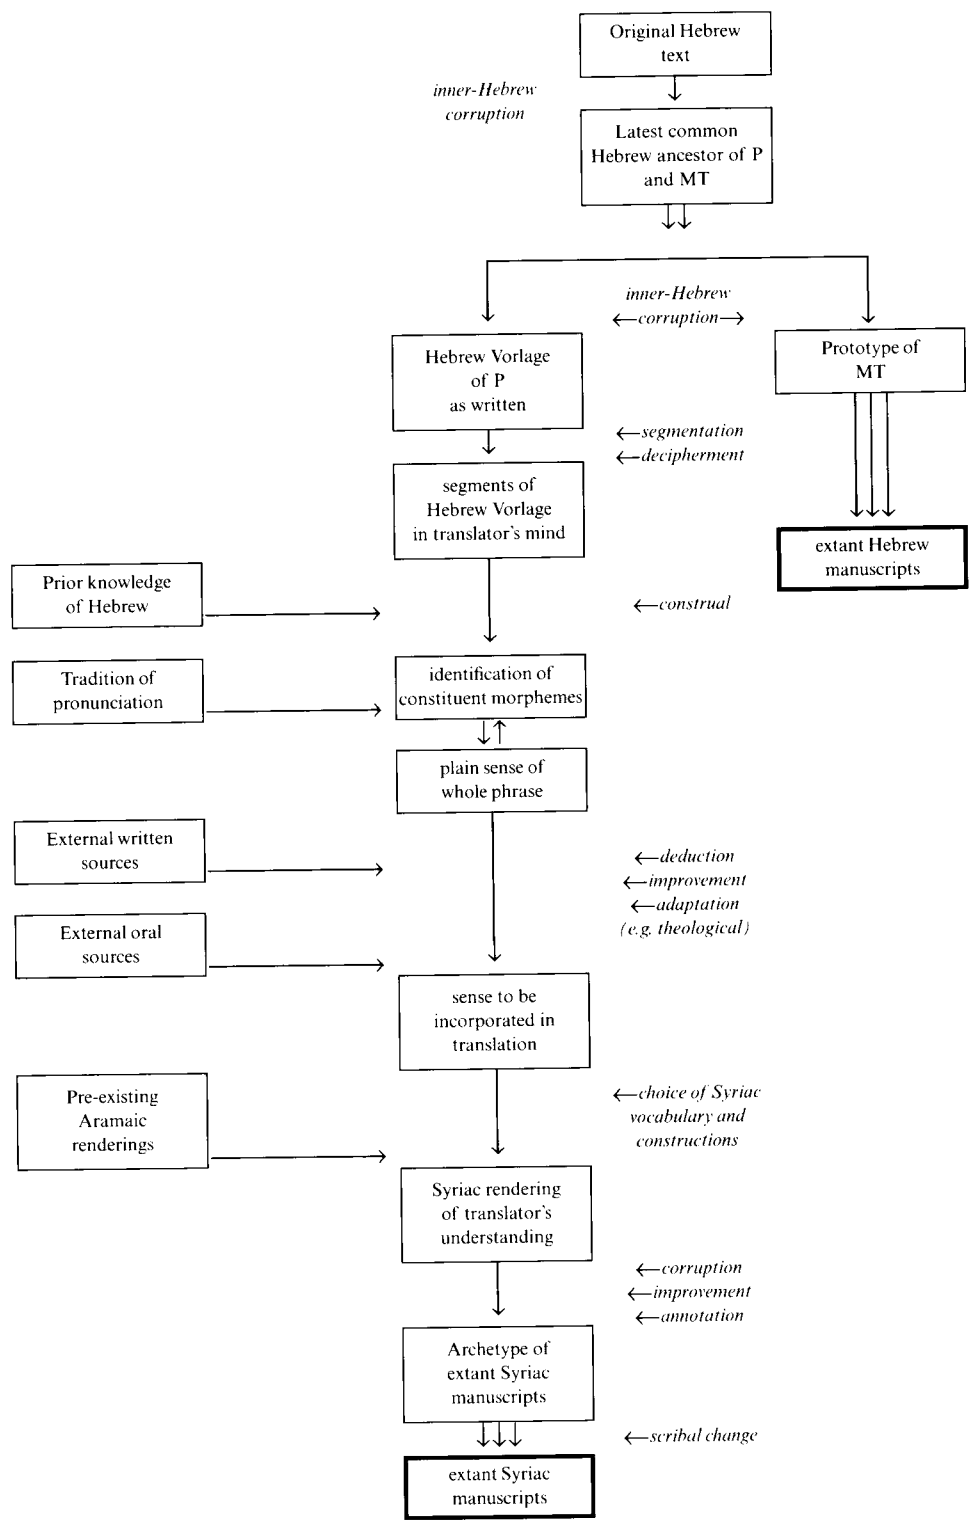 Original Hebrew
text
inner-Hebrew
corruption
Latest common
Hebrew ancestor of P
and MT
inner-Hebrew
←corruption→
Hebrew Vorlage
of P
as written
Prototype of
MT
←segmentation
←decipherment
segments of
Hebrew Vorlage
in translator's mind
extant Hebrew
manuscripts
Prior knowledge
of Hebrew
←construal
Tradition of
pronunciation
identification of
constituent morphemes
plain sense of
whole phrase
External written
sources
←deduction
←improvement
←adaptation
(e.g. theological)
External oral
sources
sense to be
incorporated in
translation
Pre-existing
Aramaic
renderings
←choice of Syriac
vocabulary and
constructions
Syriac rendering
of translator's
understanding
←corruption
←improvement
←annotation
Archetype of
extant Syriac
manuscripts
←scribal change
extant Syriac
manuscripts